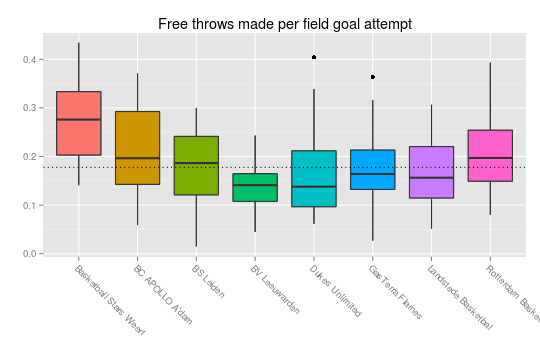 Free throws made per field goal attempt
0.4
0.3
0.2
0.1
0.0
Basketball Stars Weert
BC APOLLO A'dam
BS Leiden
BV Leeuwarden
Dukes Unlimited
GasTerra Flames
Landstede Basketbal
Rotterdam Baske